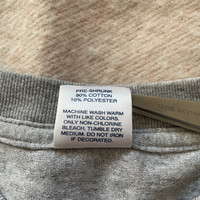 PRE-SHRUNK
90% COTTON
10% POLYESTER
MACHINE WASH WARM
WITH LIKE COLORS.
ONLY NON-CHLORINE
BLEACH. TUMBLE DRY
MEDIUM. DO NOT IRON
IF DECORATED.